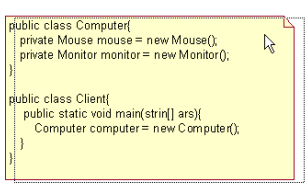 public class Computer{
private Mouse mouse = new Mouse();
private Monitor monitor = new Monitor();
}
public class Client{
public static void main(strin[] ars){
Computer computer = new Computer();
}
}